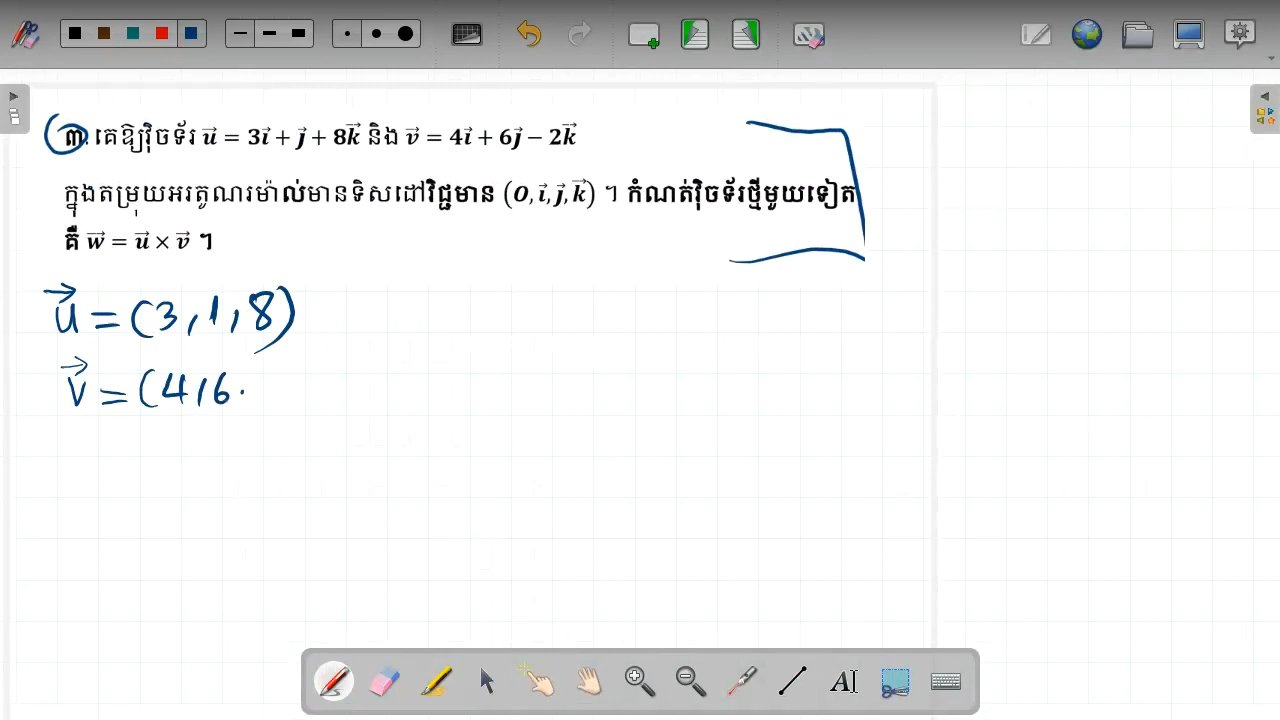 ៣. គេឱ្យវ៉ិចទ័រ u⃗ = 3i⃗ + j⃗ + 8k⃗ និង v⃗ = 4i⃗ + 6j⃗ − 2k⃗
ក្នុងតម្រុយអរតូណរម៉ាល់មានទិសដៅវិជ្ជមាន (O, i⃗, j⃗, k⃗) ។ កំណត់វ៉ិចទ័រថ្មីមួយទៀត
គឺ w⃗ = u⃗ × v⃗ ។
u⃗ = (3, 1, 8)
v⃗ = (4, 6